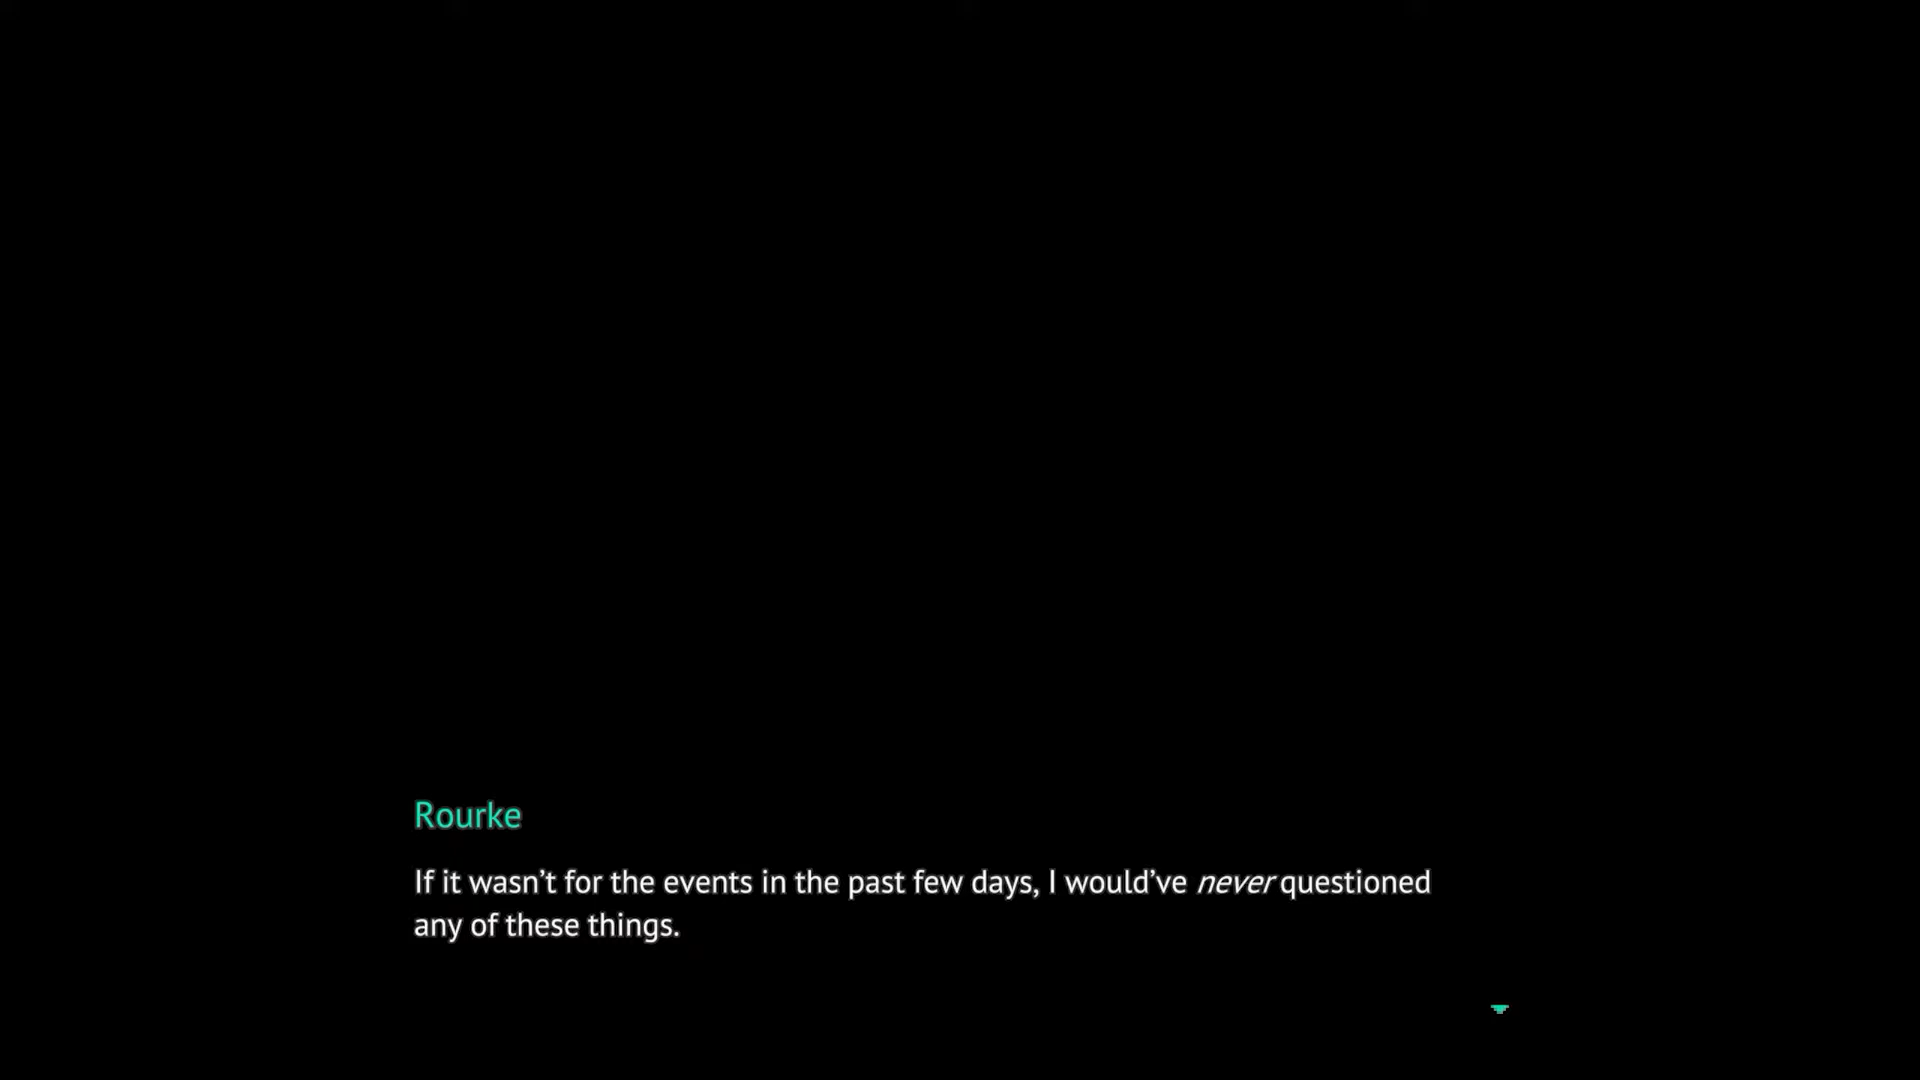 Rourke
If it wasn’t for the events in the past few days, I would’ve never questioned
any of these things.